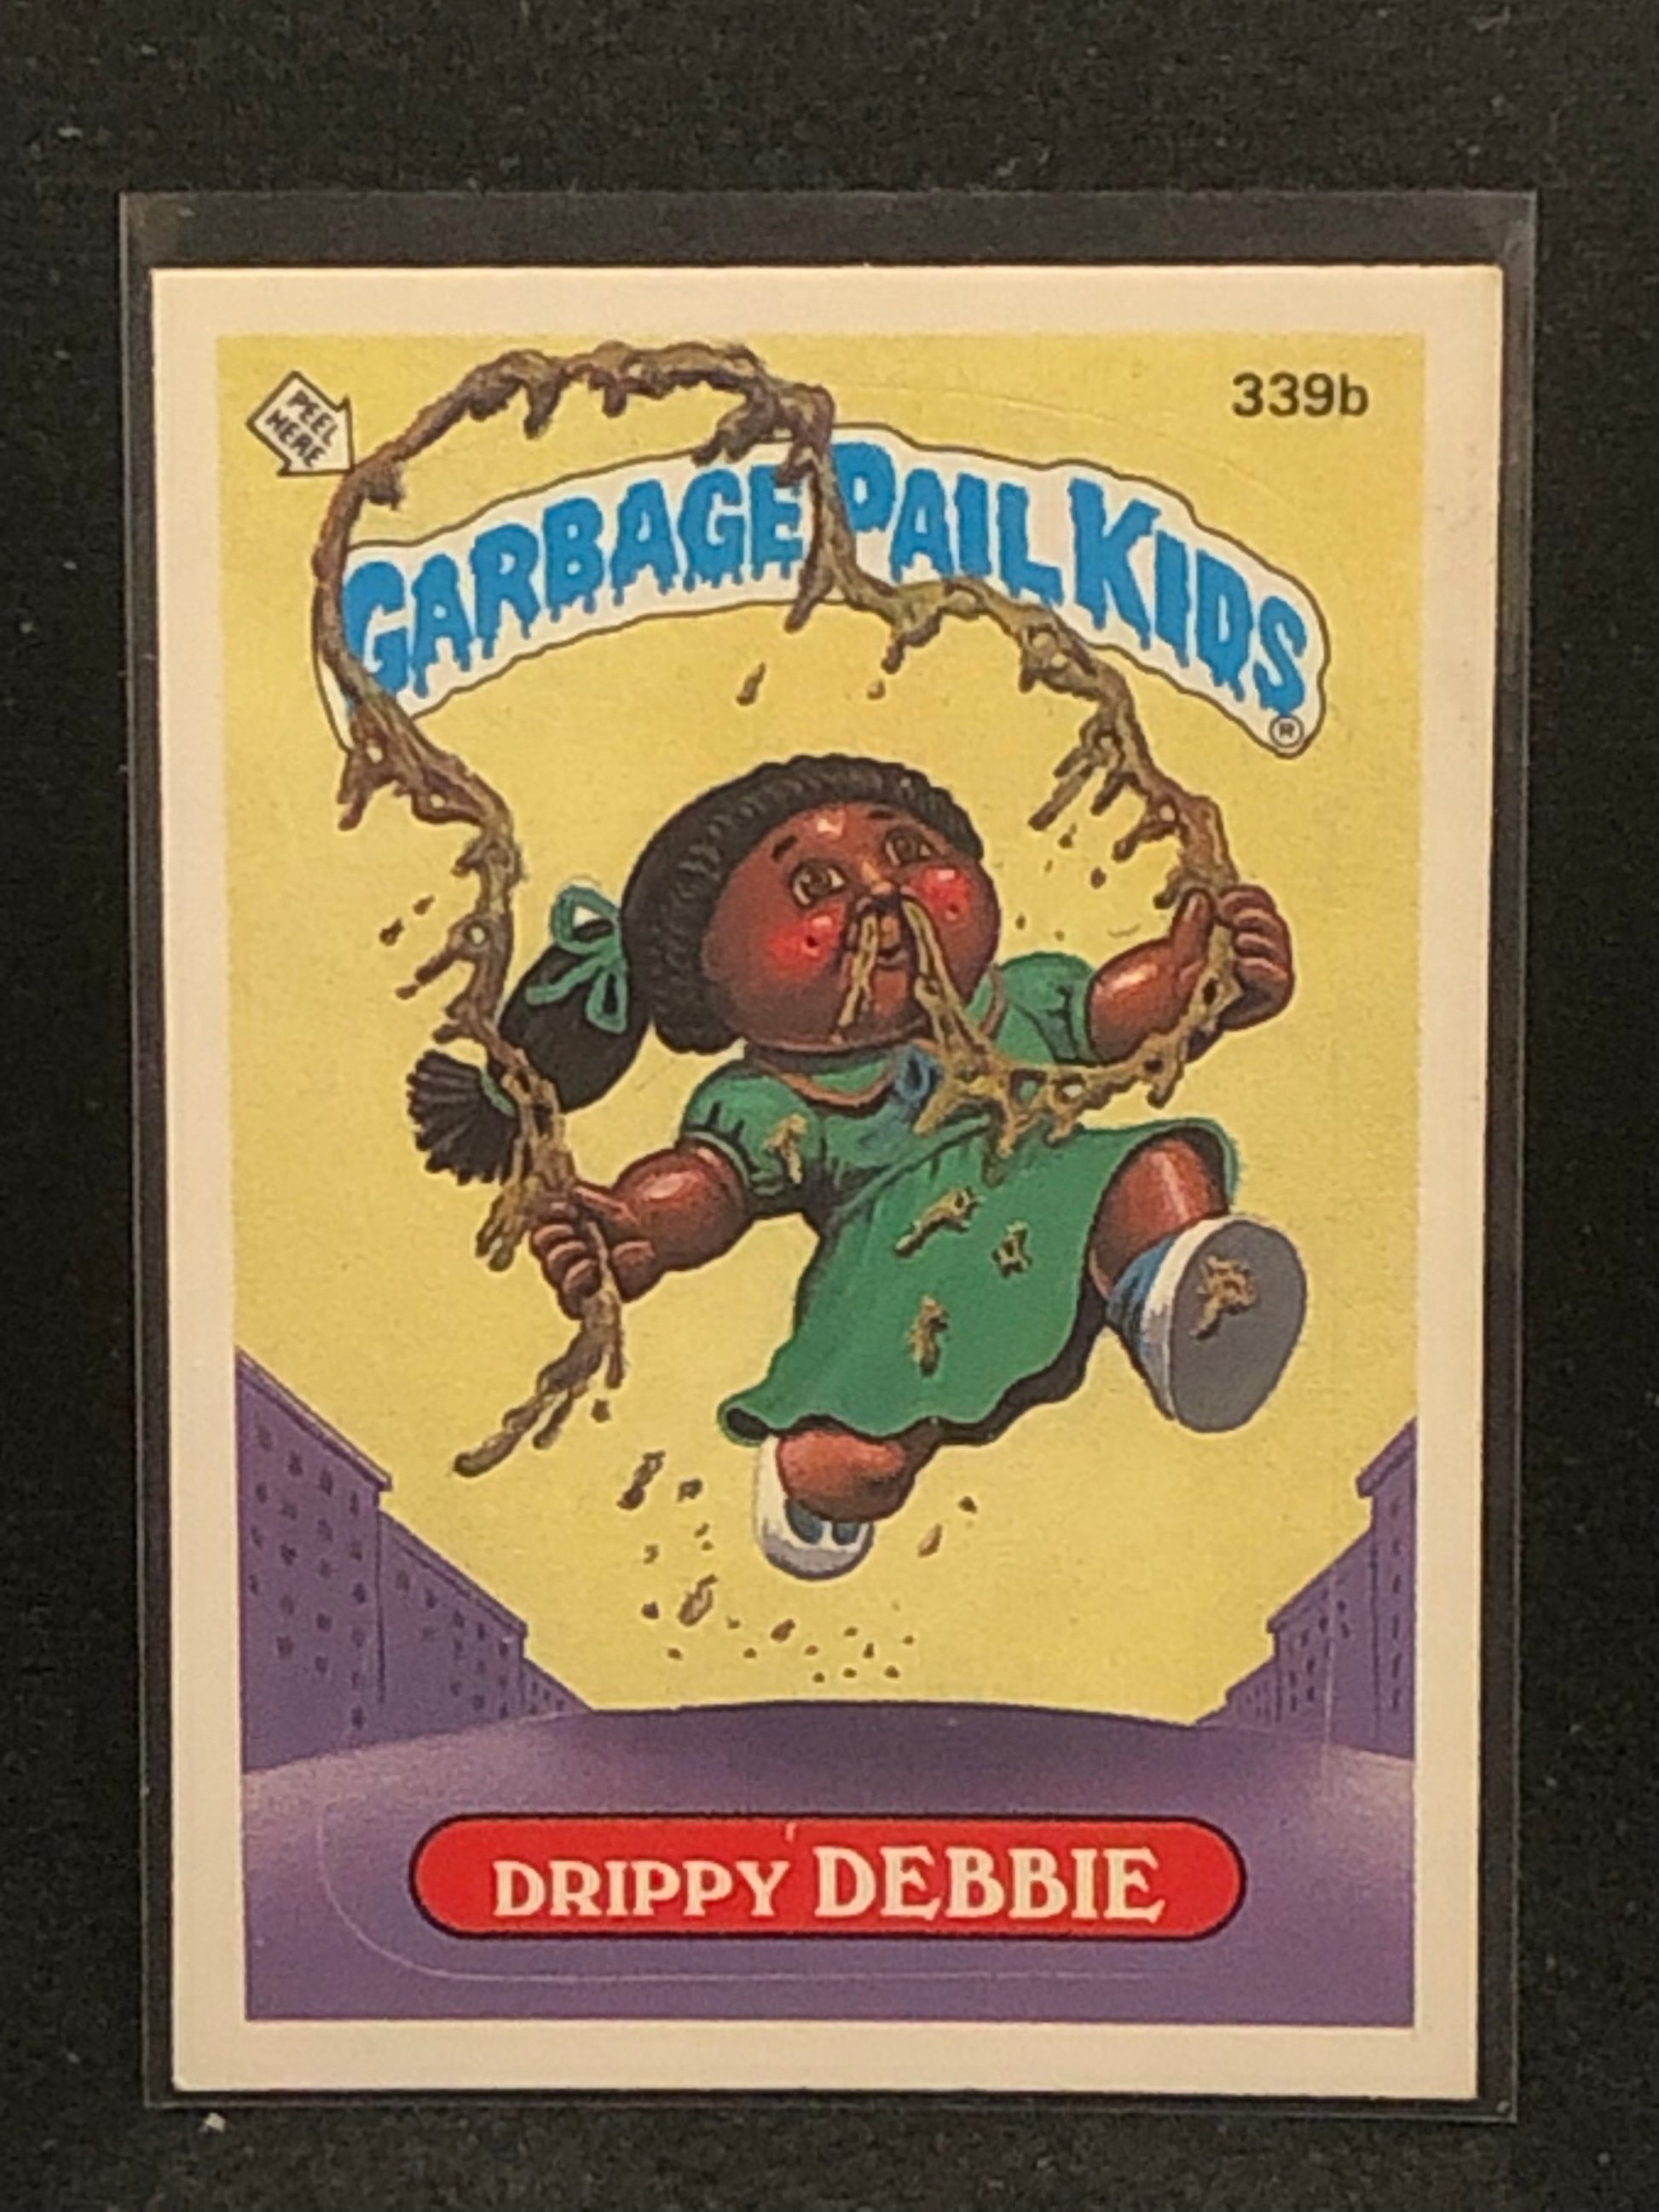 PEEL
HERE
339b
GARBAGE PAIL KIDS
®
DRIPPY DEBBIE